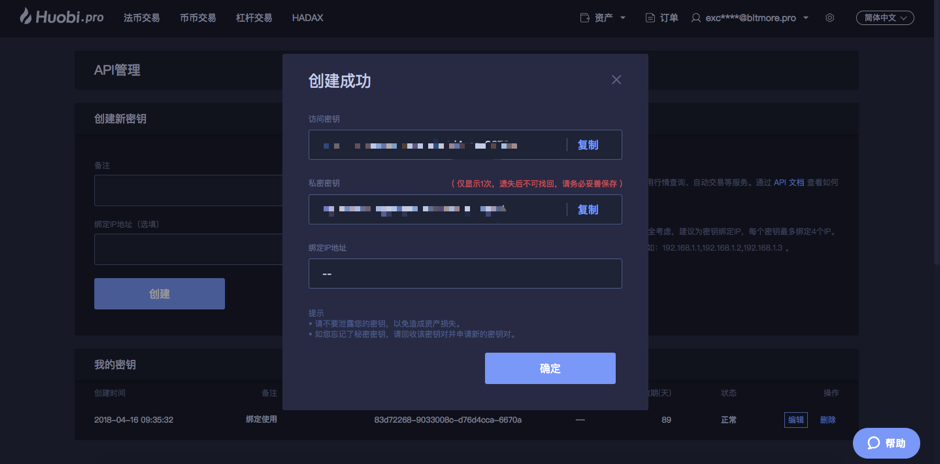 Huobi.pro 法币交易 币币交易 杠杆交易 HADAX 资产 订单 exc****@bitmore.pro 简体中文
API管理
创建新密钥
备注
绑定IP地址（选填）
创建
用行情查询、自动交易等服务。通过 API 文档 查看如何
全考虑，建议为密钥绑定IP，每个密钥最多绑定4个IP。
如：192.168.1.1,192.168.1.2,192.168.1.3 。
创建成功
访问密钥
复制
私密密钥 （ 仅显示1次，遗失后不可找回，请务必妥善保存 ）
复制
绑定IP地址
--
提示
• 请不要泄露您的密钥，以免造成资产损失。
• 如您忘记了秘密密钥，请回收该密钥对并申请新的密钥对。
确定
我的密钥
创建时间 备注 期(天) 状态 操作
2018-04-16 09:35:32 绑定使用 83d72268-9033008c-d76d4cca-6670a — 89 正常 编辑 删除
帮助